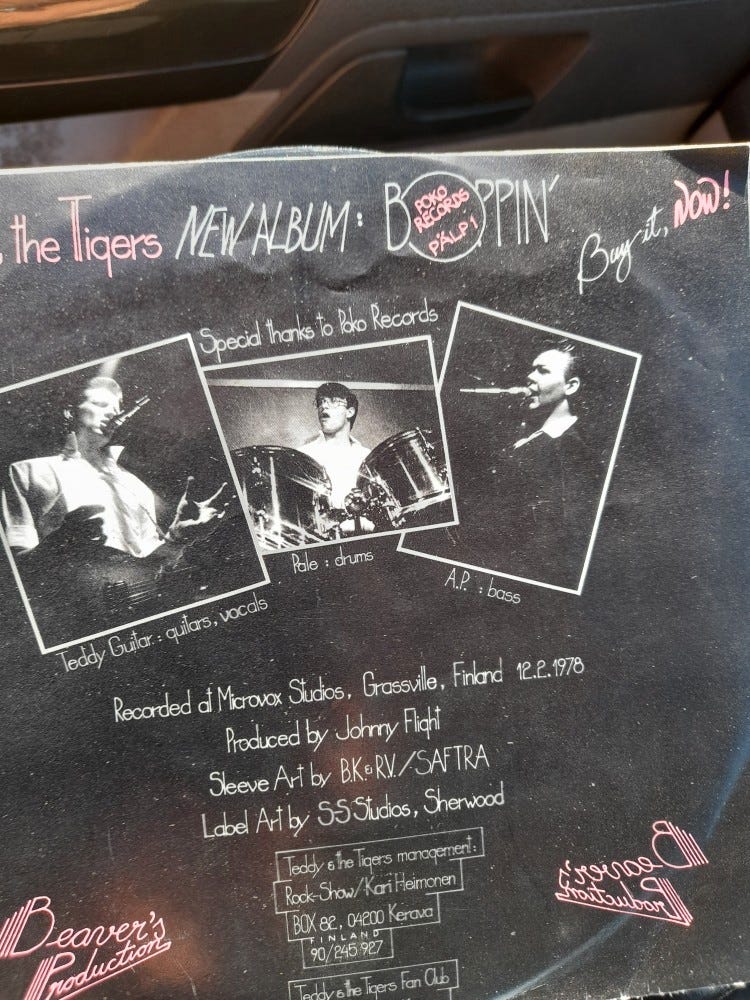 the Tigers NEW ALBUM: BOPPIN'
POKO
RECORDS
PÄLP 1
Buy it, NOW!
Special thanks to Poko Records
Pale : drums
A.P. : bass
Teddy Guitar : guitars, vocals
Recorded at Microvox Studios, Grassville, Finland 12.2.1978
Produced by Johnny Flight
Sleeve Art by B.K. & R.V. / SAFTRA
Label Art by S-S Studios, Sherwood
Teddy & the Tigers management:
Rock-Show/Kari Heimonen
BOX 82, 04200 Kerava
FINLAND
90/245 927
Teddy & the Tigers Fan Club
Beaver's
Production
Beaver's
Production